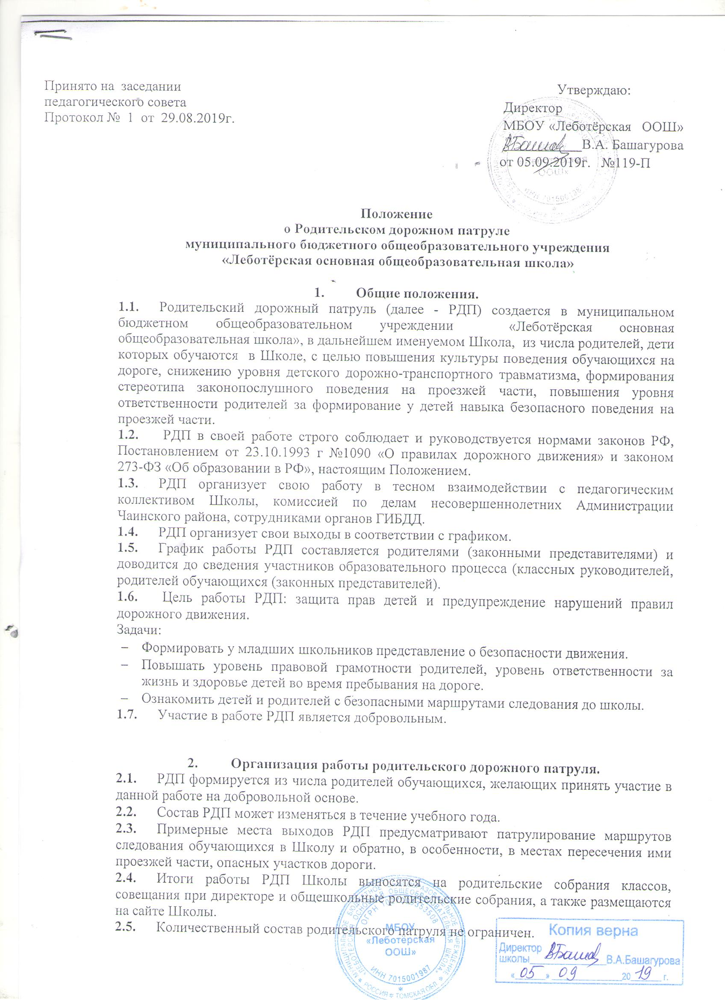 Принято на заседании
педагогического совета
Протокол № 1 от 29.08.2019г.
Утверждаю:
Директор
МБОУ «Леботёрская ООШ»
В.А. Башагурова
от 05.09.2019г. №119-П
ООШ»
ИНН 7015001987
Положение
о Родительском дорожном патруле
муниципального бюджетного общеобразовательного учреждения
«Леботёрская основная общеобразовательная школа»
1. Общие положения.
1.1. Родительский дорожный патруль (далее - РДП) создается в муниципальном
бюджетном общеобразовательном учреждении «Леботёрская основная
общеобразовательная школа», в дальнейшем именуемом Школа, из числа родителей, дети
которых обучаются в Школе, с целью повышения культуры поведения обучающихся на
дороге, снижению уровня детского дорожно-транспортного травматизма, формирования
стереотипа законопослушного поведения на проезжей части, повышения уровня
ответственности родителей за формирование у детей навыка безопасного поведения на
проезжей части.
1.2. РДП в своей работе строго соблюдает и руководствуется нормами законов РФ,
Постановлением от 23.10.1993 г №1090 «О правилах дорожного движения» и законом
273-ФЗ «Об образовании в РФ», настоящим Положением.
1.3. РДП организует свою работу в тесном взаимодействии с педагогическим
коллективом Школы, комиссией по делам несовершеннолетних Администрации
Чаинского района, сотрудниками органов ГИБДД.
1.4. РДП организует свои выходы в соответствии с графиком.
1.5. График работы РДП составляется родителями (законными представителями) и
доводится до сведения участников образовательного процесса (классных руководителей,
родителей обучающихся (законных представителей).
1.6. Цель работы РДП: защита прав детей и предупреждение нарушений правил
дорожного движения.
Задачи:
– Формировать у младших школьников представление о безопасности движения.
– Повышать уровень правовой грамотности родителей, уровень ответственности за
жизнь и здоровье детей во время пребывания на дороге.
– Ознакомить детей и родителей с безопасными маршрутами следования до школы.
1.7. Участие в работе РДП является добровольным.
2. Организация работы родительского дорожного патруля.
2.1. РДП формируется из числа родителей обучающихся, желающих принять участие в
данной работе на добровольной основе.
2.2. Состав РДП может изменяться в течение учебного года.
2.3. Примерные места выходов РДП предусматривают патрулирование маршрутов
следования обучающихся в Школу и обратно, в особенности, в местах пересечения ими
проезжей части, опасных участков дороги.
2.4. Итоги работы РДП Школы выносятся на родительские собрания классов,
совещания при директоре и общешкольные родительские собрания, а также размещаются
на сайте Школы.
2.5. Количественный состав родительского патруля не ограничен.
МУНИЦИПАЛЬНОЕ БЮДЖЕТНОЕ ОБЩЕОБРАЗОВАТЕЛЬНОЕ УЧРЕЖДЕНИЕ * РОССИЯ * ТОМСКАЯ ОБЛ. *
«ЛЕБОТЁРСКАЯ ОСНОВНАЯ ОБЩЕОБРАЗОВАТЕЛЬНАЯ ШКОЛА»
МБОУ
«Леботёрская
ООШ»
ИНН 7015001987
Копия верна
Директор
школы В.А.Башагурова
«05» 09 2019 г.